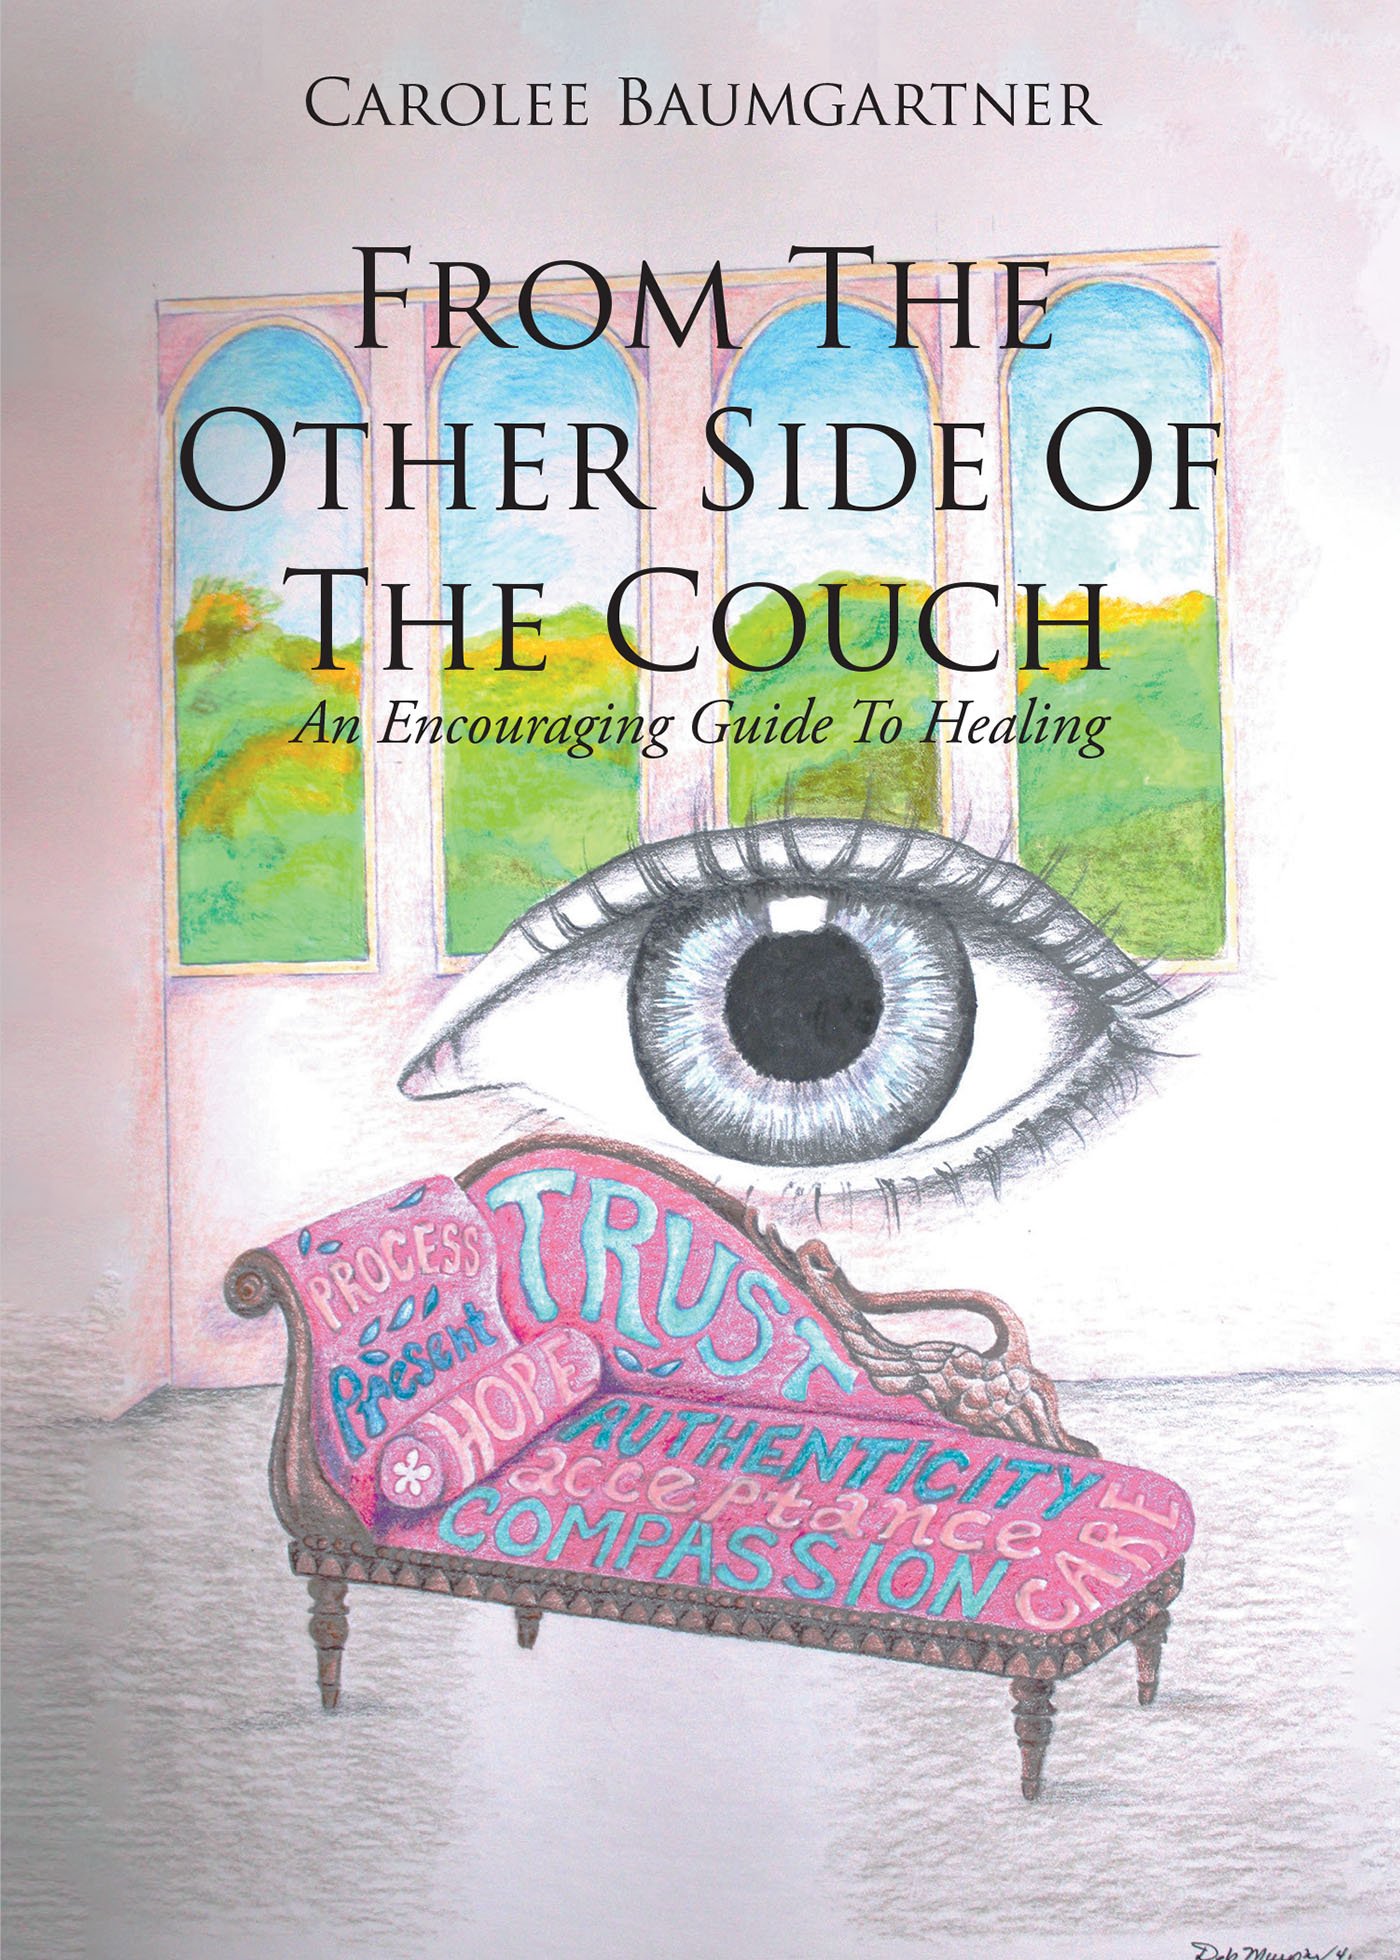 CAROLEE BAUMGARTNER
FROM THE
OTHER SIDE OF
THE COUCH
An Encouraging Guide To Healing
PROCESS
TRUST
Present
HOPE
AUTHENTICITY
acceptance
COMPASSION
CARE
Deb